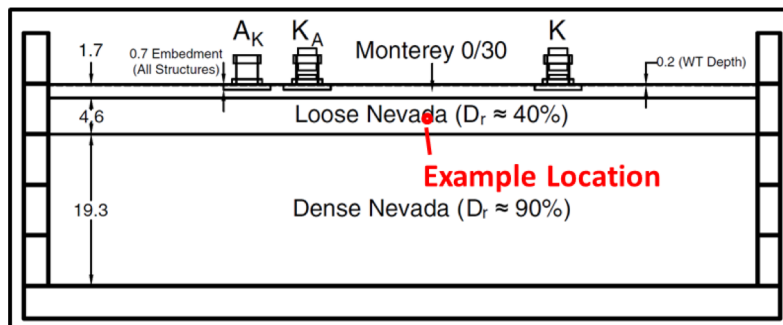 A_K K_A K
1.7 0.7 Embedment Monterey 0/30 0.2 (WT Depth)
(All Structures)
4.6 Loose Nevada (D_r ≈ 40%)
Example Location
19.3 Dense Nevada (D_r ≈ 90%)